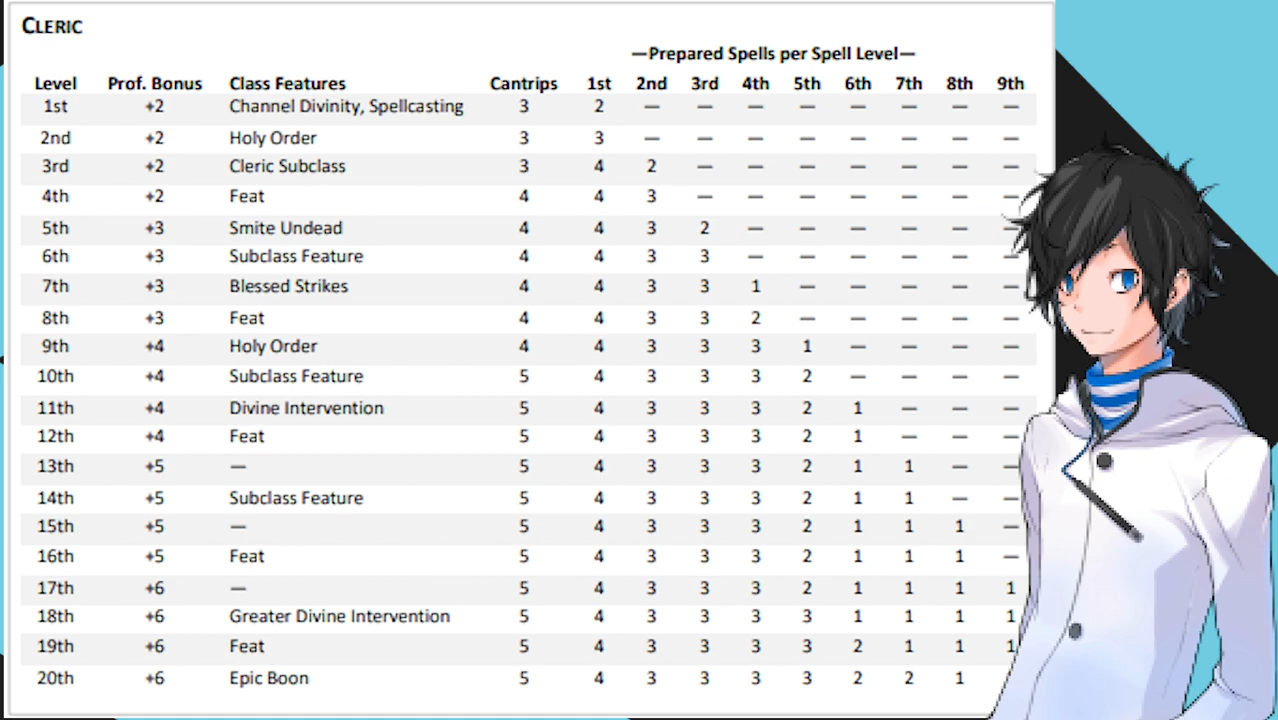 CLERIC
—Prepared Spells per Spell Level—
Level Prof. Bonus Class Features Cantrips 1st 2nd 3rd 4th 5th 6th 7th 8th 9th
1st +2 Channel Divinity, Spellcasting 3 2 — — — — — — — —
2nd +2 Holy Order 3 3 — — — — — — — —
3rd +2 Cleric Subclass 3 4 2 — — — — — — —
4th +2 Feat 4 4 3 — — — — — — —
5th +3 Smite Undead 4 4 3 2 — — — — — —
6th +3 Subclass Feature 4 4 3 3 — — — — — —
7th +3 Blessed Strikes 4 4 3 3 1 — — — — —
8th +3 Feat 4 4 3 3 2 — — — — —
9th +4 Holy Order 4 4 3 3 3 1 — — — —
10th +4 Subclass Feature 5 4 3 3 3 2 — — — —
11th +4 Divine Intervention 5 4 3 3 3 2 1 — — —
12th +4 Feat 5 4 3 3 3 2 1 — — —
13th +5 — 5 4 3 3 3 2 1 1 — —
14th +5 Subclass Feature 5 4 3 3 3 2 1 1 — —
15th +5 — 5 4 3 3 3 2 1 1 1 —
16th +5 Feat 5 4 3 3 3 2 1 1 1 —
17th +6 — 5 4 3 3 3 2 1 1 1 1
18th +6 Greater Divine Intervention 5 4 3 3 3 3 1 1 1 1
19th +6 Feat 5 4 3 3 3 3 2 1 1 1
20th +6 Epic Boon 5 4 3 3 3 3 2 2 1